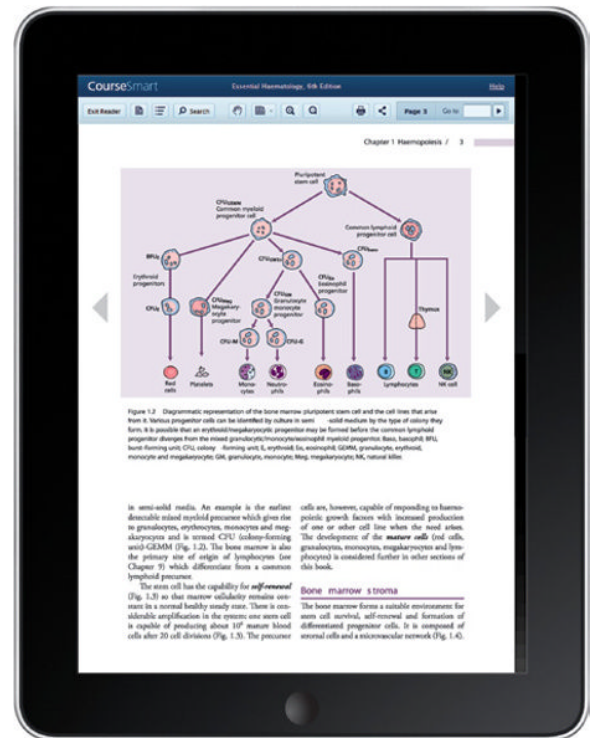 CourseSmart
Essential Haematology, 6th Edition
Help
Exit Reader
Search
Page 3
Go to
Chapter 1 Haemopoiesis / 3
Pluripotent
stem cell
CFUGEMM
Common myeloid
progenitor cell
Common lymphoid
progenitor cell
BFUE
CFUbaso
Erythroid
progenitors
CFUEo
Eosinophil
progenitor
CFUE
CFUMeg
Megakary-
ocyte
progenitor
CFUGM
Granulocyte
monocyte
progenitor
Thymus
CFU-M
CFU-G
B
T
NK
Red
cells
Platelets
Mono-
cytes
Neutro-
phils
Eosino-
phils
Baso-
phils
Lymphocytes
NK cell
Figure 1.2 Diagrammatic representation of the bone marrow pluripotent stem cell and the cell lines that arise
from it. Various progenitor cells can be identified by culture in semi -solid medium by the type of colony they
form. It is possible that an erythroid/megakaryocytic progenitor may be formed before the common lymphoid
progenitor diverges from the mixed granulocytic/monocyte/eosinophil myeloid progenitor. Baso, basophil; BFU,
burst-forming unit; CFU, colony -forming unit; E, erythroid; Eo, eosinophil; GEMM, granulocyte, erythroid,
monocyte and megakaryocyte; GM, granulocyte, monocyte; Meg, megakaryocyte; NK, natural killer.
in semi-solid media. An example is the earliest
detectable mixed myeloid precursor which gives rise
to granulocytes, erythrocytes, monocytes and meg-
akaryocytes and is termed CFU (colony-forming
unit)-GEMM (Fig. 1.2). The bone marrow is also
the primary site of origin of lymphocytes (see
Chapter 9) which differentiate from a common
lymphoid precursor.
The stem cell has the capability for self-renewal
(Fig. 1.3) so that marrow cellularity remains con-
stant in a normal healthy steady state. There is con-
siderable amplification in the system: one stem cell
is capable of producing about 10⁶ mature blood
cells after 20 cell divisions (Fig. 1.3). The precursor
cells are, however, capable of responding to haemo-
poietic growth factors with increased production
of one or other cell line when the need arises.
The development of the mature cells (red cells,
granulocytes, monocytes, megakaryocytes and lym-
phocytes) is considered further in other sections of
this book.
Bone marrow stroma
The bone marrow forms a suitable environment for
stem cell survival, self-renewal and formation of
differentiated progenitor cells. It is composed of
stromal cells and a microvascular network (Fig. 1.4).